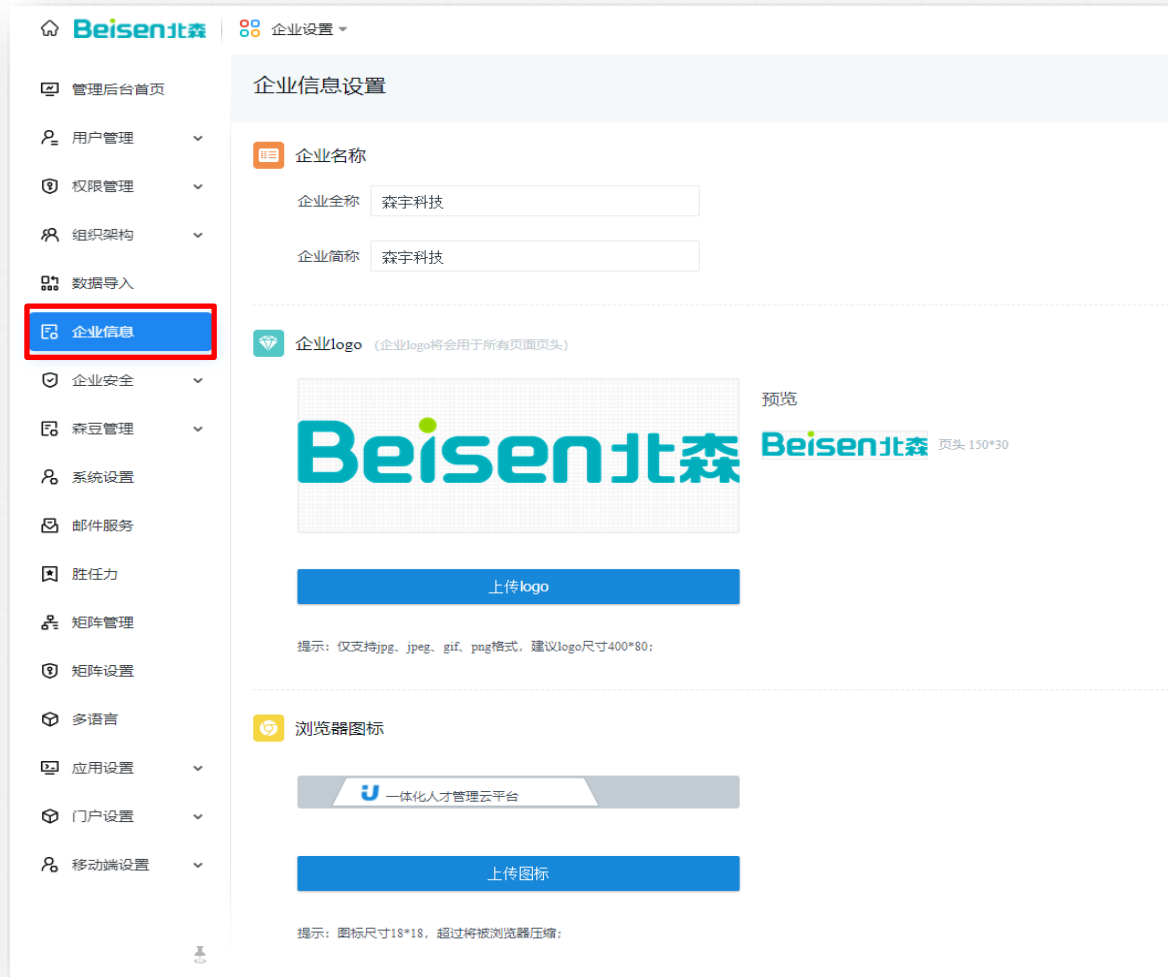 Beisen北森 企业设置
管理后台首页
用户管理
权限管理
组织架构
数据导入
企业信息
企业安全
森豆管理
系统设置
邮件服务
胜任力
矩阵管理
矩阵设置
多语言
应用设置
门户设置
移动端设置
企业信息设置
企业名称
企业全称 森宇科技
企业简称 森宇科技
企业logo (企业logo将会用于所有页面页头)
Beisen北森
预览
Beisen北森 页头 150*30
上传logo
提示：仅支持jpg、jpeg、gif、png格式，建议logo尺寸400*80;
浏览器图标
一体化人才管理云平台
上传图标
提示：图标尺寸18*18，超过将被浏览器压缩;